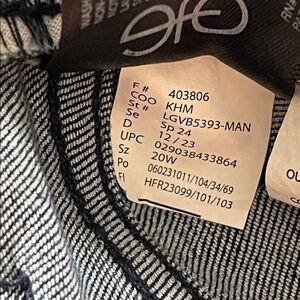 F # 403806
COO KHM
St# LGVB5393-MAN
Se Sp 24
D 12 / 23
UPC 029038433864
Sz 20W
Po 060231011/104/34/69
Fl HFR23099/101/103
OU